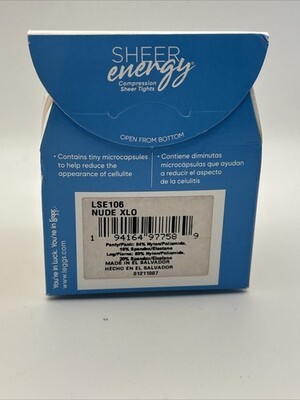 SHEER
energy
Compression
Sheer Tights
OPEN FROM BOTTOM
• Contains tiny microcapsules
to help reduce the
appearance of cellulite
• Contiene diminutas
microcápsulas que ayudan
a reducir el aspecto
de la celulitis
LSE106
NUDE XLO
1 94164 97758 9
Panty/Panti: 84% Nylon/Poliamida,
16% Spandex/Elastano
Leg/Pierna: 80% Nylon/Poliamida,
20% Spandex/Elastano
MADE IN EL SALVADOR
HECHO EN EL SALVADOR
01211007
You're in Luck. You're in L'eggs.
www.leggs.com